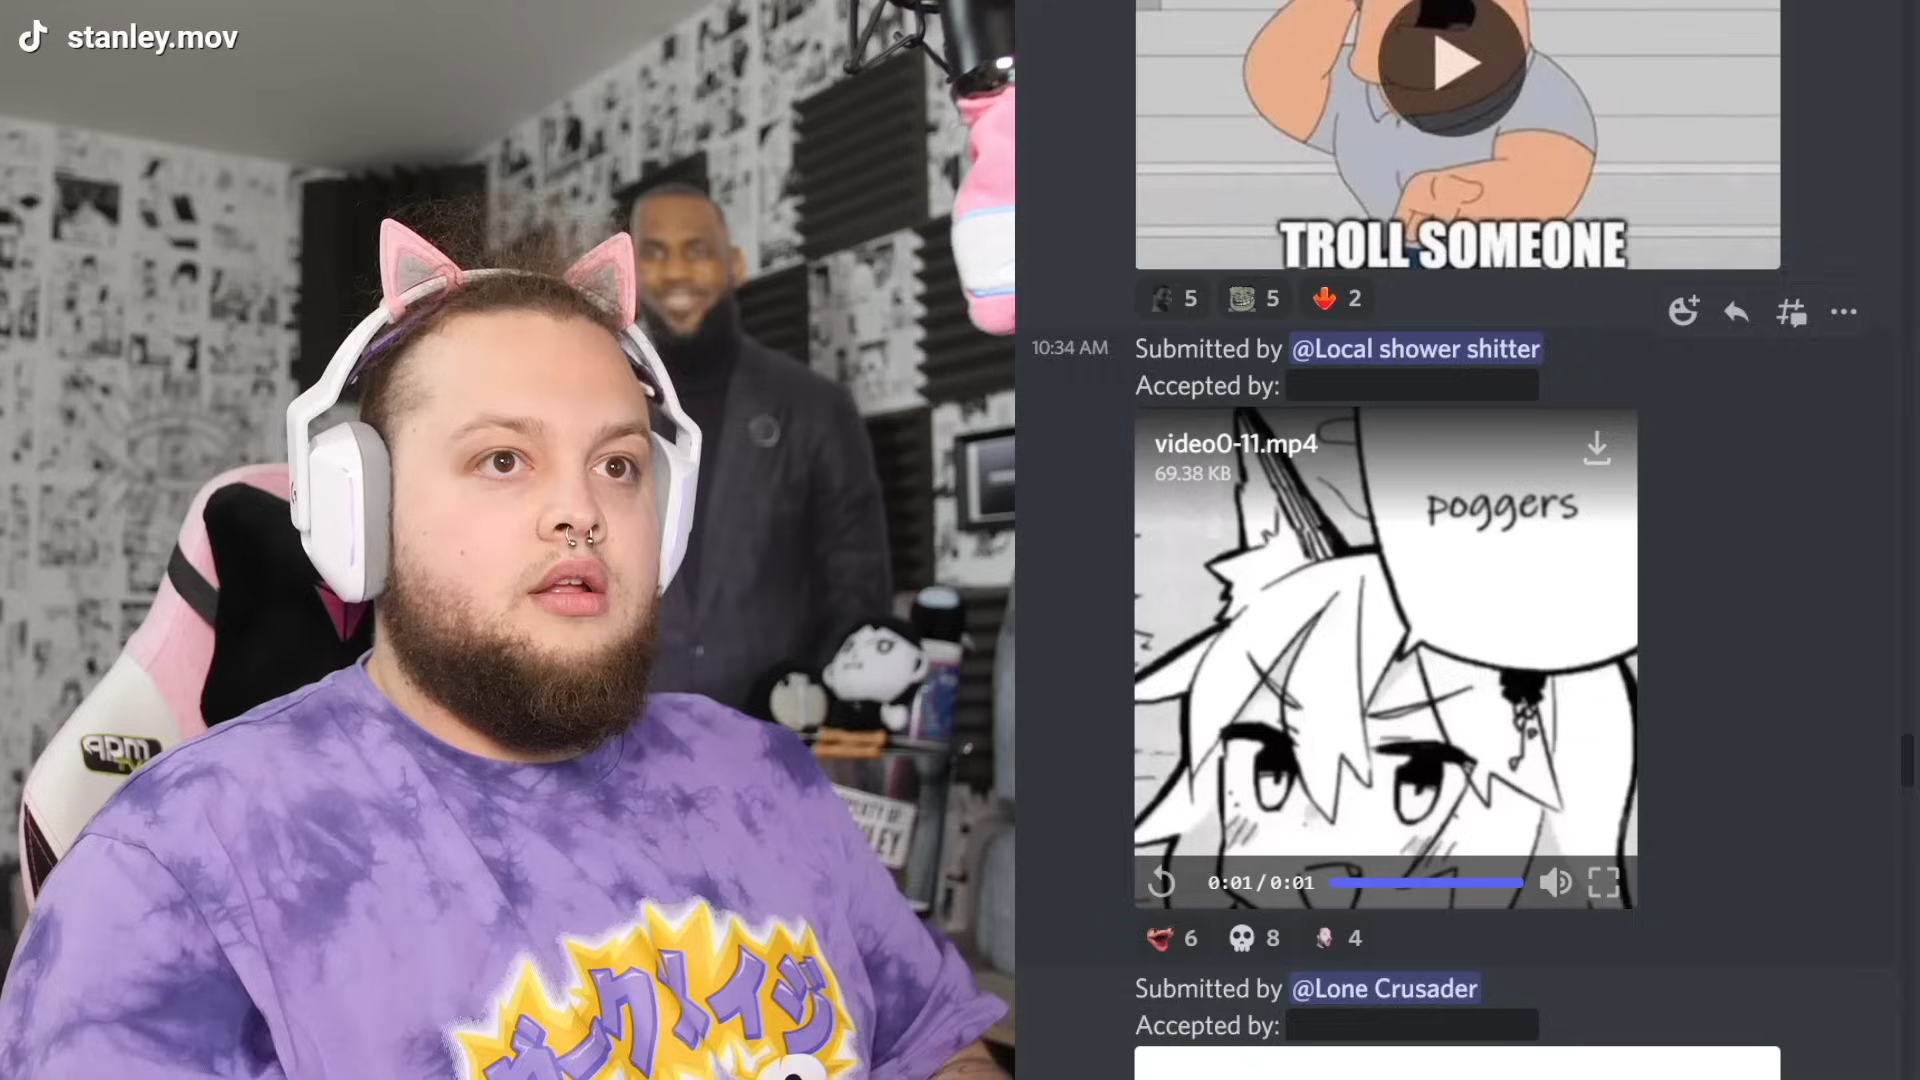 stanley.mov
TROLL SOMEONE
5 5 2
10:34 AM
Submitted by @Local shower shitter
Accepted by:
video0-11.mp4
69.38 KB
poggers
0:01/0:01
6 8 4
Submitted by @Lone Crusader
Accepted by: